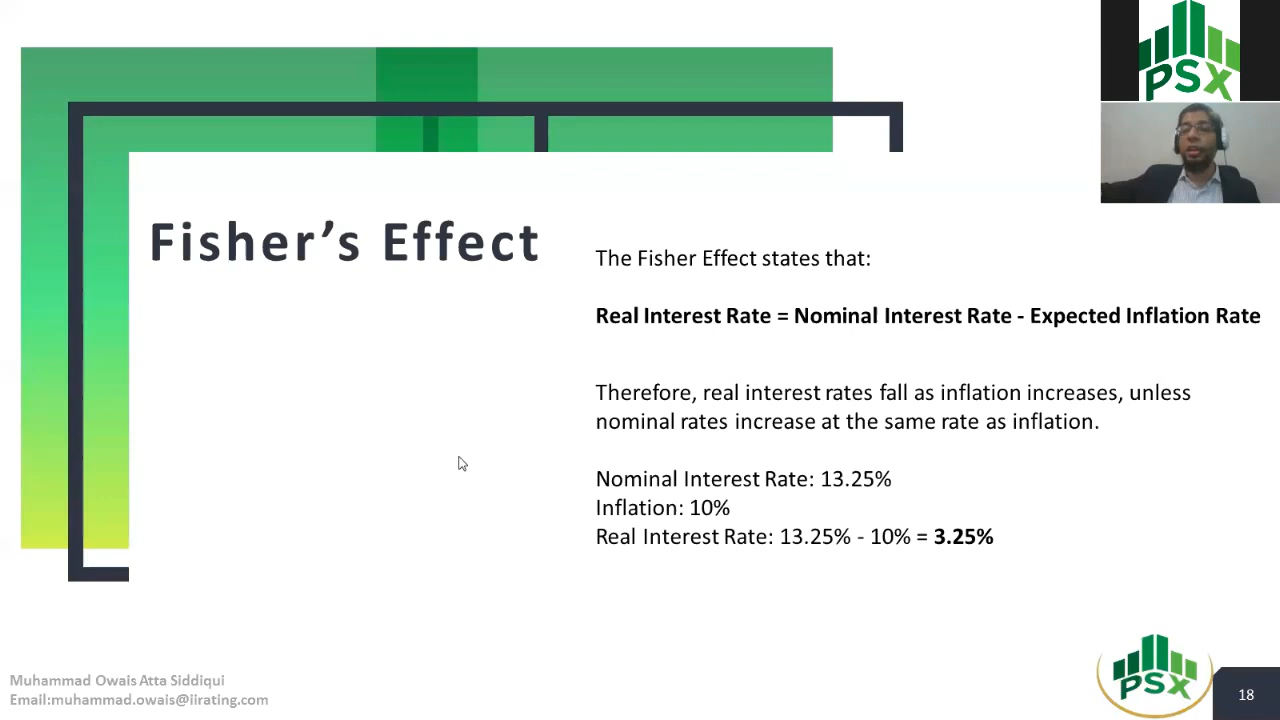 PSX
Fisher’s Effect
The Fisher Effect states that:
Real Interest Rate = Nominal Interest Rate - Expected Inflation Rate
Therefore, real interest rates fall as inflation increases, unless
nominal rates increase at the same rate as inflation.
Nominal Interest Rate: 13.25%
Inflation: 10%
Real Interest Rate: 13.25% - 10% = 3.25%
Muhammad Owais Atta Siddiqui
Email:muhammad.owais@iirating.com
PSX
18